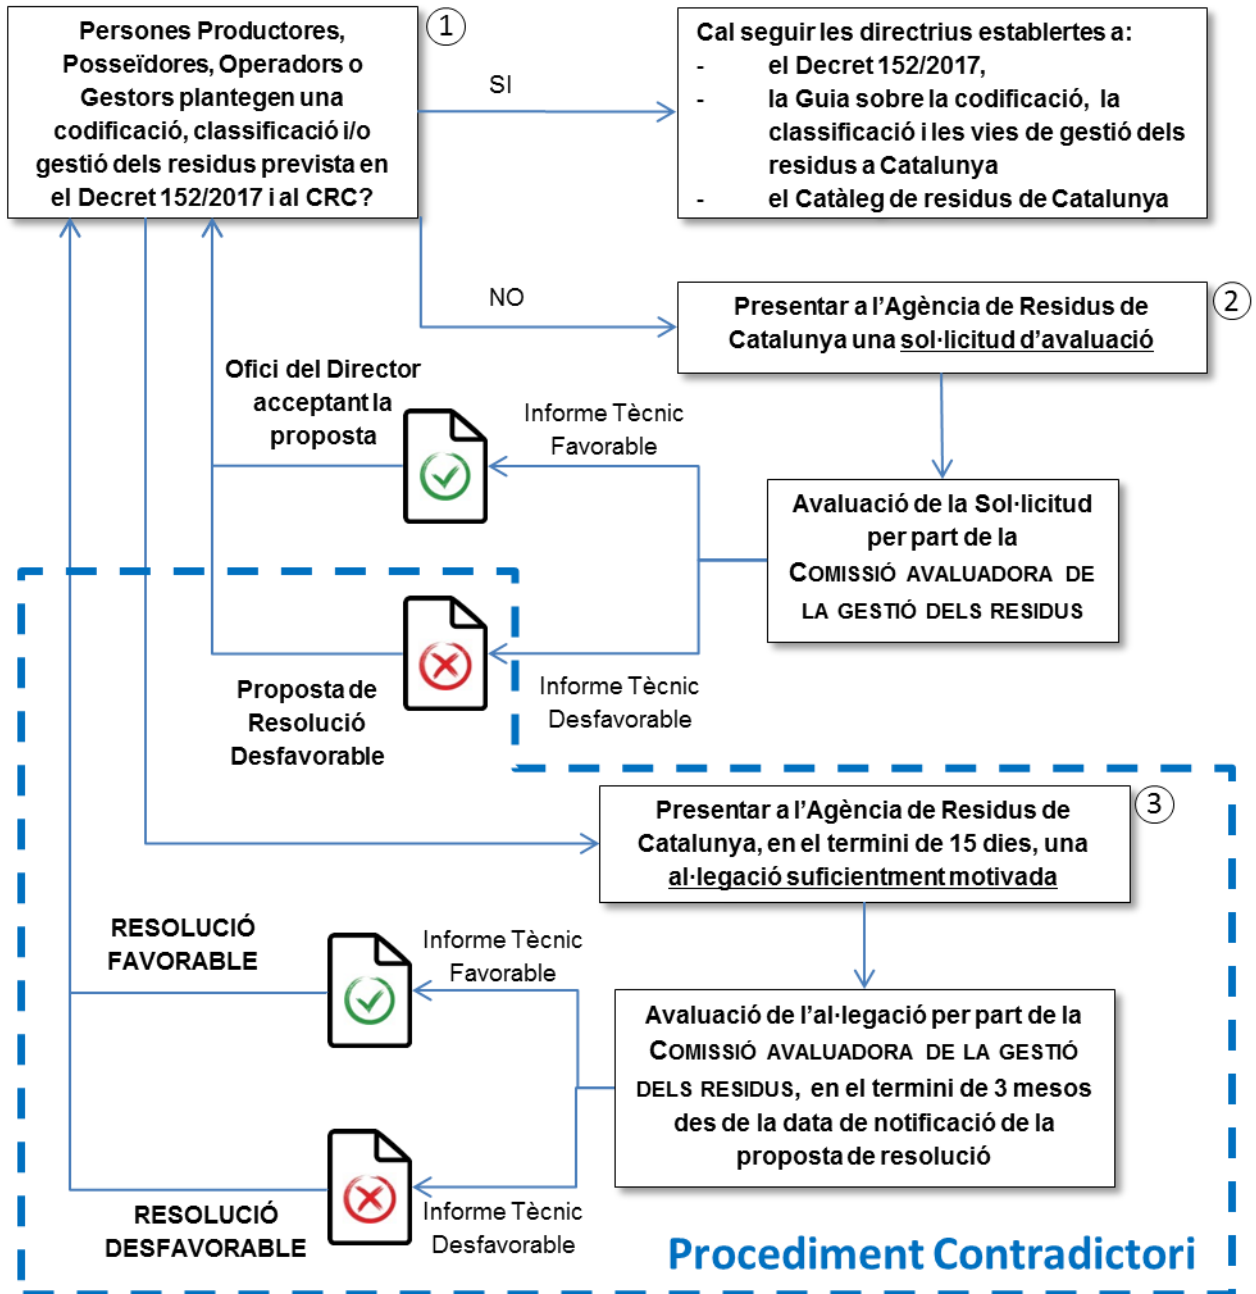 Persones Productores,
Posseïdores, Operadors o
Gestors plantegen una
codificació, classificació i/o
gestió dels residus prevista en
el Decret 152/2017 i al CRC?
1
SI
Cal seguir les directrius establertes a:
- el Decret 152/2017,
- la Guia sobre la codificació, la
classificació i les vies de gestió dels
residus a Catalunya
- el Catàleg de residus de Catalunya
NO
Presentar a l'Agència de Residus de
Catalunya una sol·licitud d'avaluació
2
Ofici del Director
acceptant la
proposta
Informe Tècnic
Favorable
Avaluació de la Sol·licitud
per part de la
COMISSIÓ AVALUADORA DE
LA GESTIÓ DELS RESIDUS
Proposta de
Resolució
Desfavorable
Informe Tècnic
Desfavorable
Presentar a l'Agència de Residus de
Catalunya, en el termini de 15 dies, una
al·legació suficientment motivada
3
RESOLUCIÓ
FAVORABLE
Informe Tècnic
Favorable
Avaluació de l'al·legació per part de la
COMISSIÓ AVALUADORA DE LA GESTIÓ
DELS RESIDUS, en el termini de 3 mesos
des de la data de notificació de la
proposta de resolució
RESOLUCIÓ
DESFAVORABLE
Informe Tècnic
Desfavorable
Procediment Contradictori